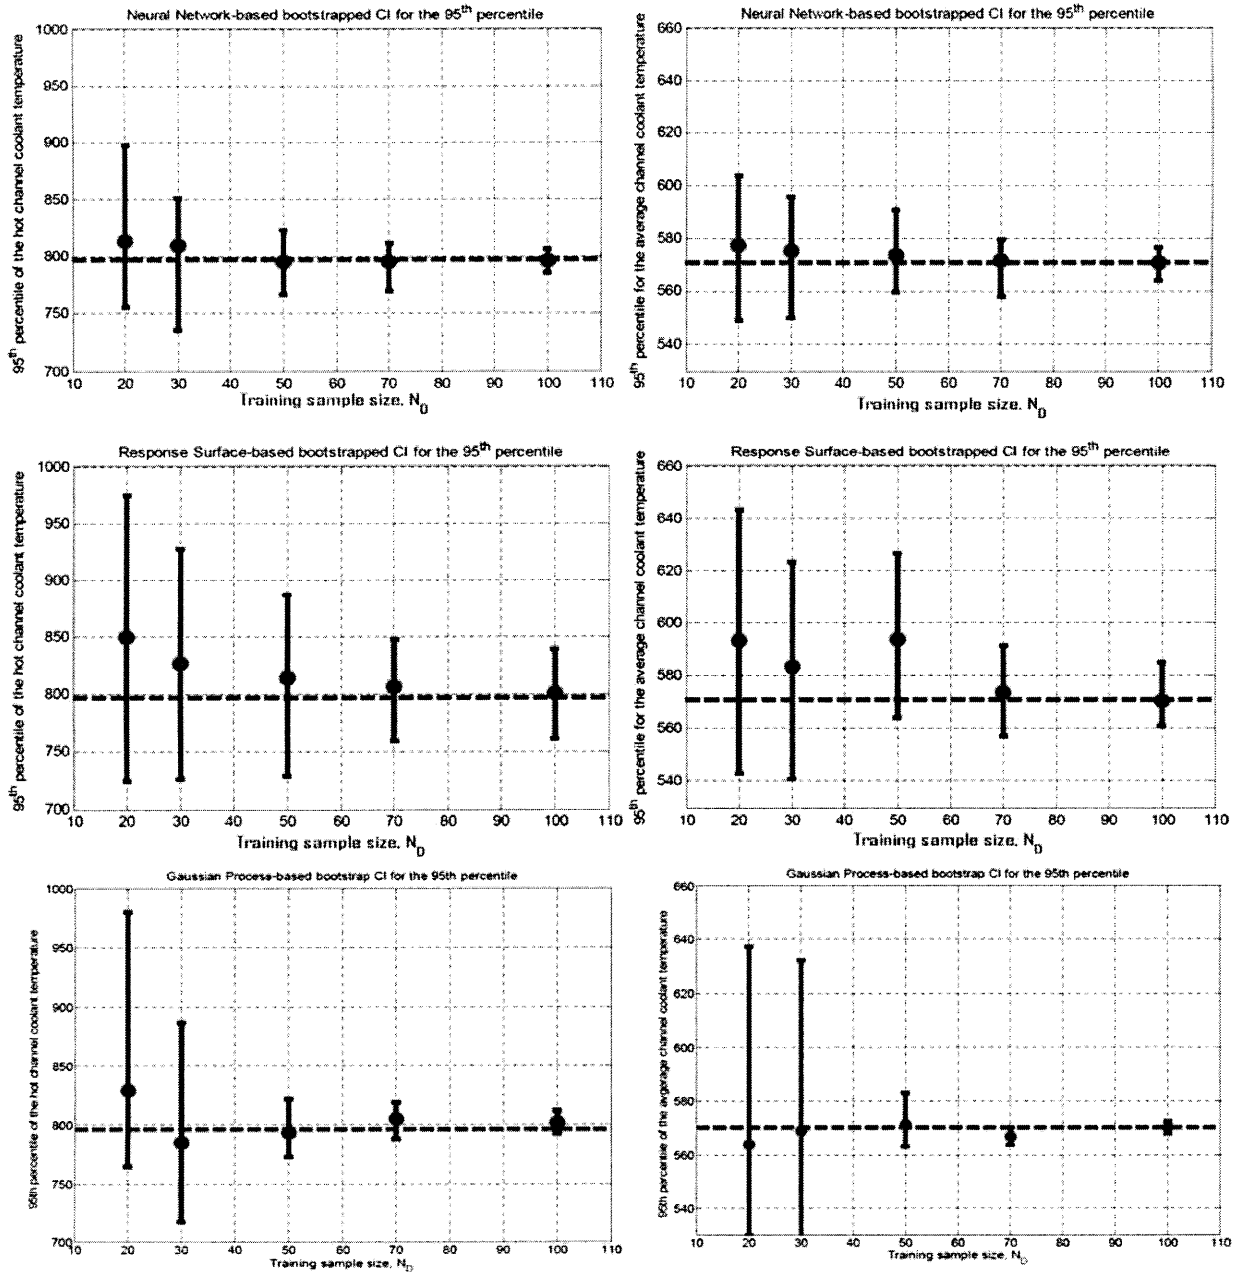 Neural Network-based bootstrapped CI for the 95th percentile
95th percentile of the hot channel coolant temperature
1000
950
900
850
800
750
700
10 20 30 40 50 60 70 80 90 100 110
Training sample size, ND
Neural Network-based bootstrapped CI for the 95th percentile
95th percentile for the average channel coolant temperature
660
640
620
600
580
560
540
10 20 30 40 50 60 70 80 90 100 110
Training sample size, ND
Response Surface-based bootstrapped CI for the 95th percentile
95th percentile of the hot channel coolant temperature
1000
950
900
850
800
750
700
10 20 30 40 50 60 70 80 90 100 110
Training sample size, ND
Response Surface-based bootstrapped CI for the 95th percentile
95th percentile for the average channel coolant temperature
660
640
620
600
580
560
540
10 20 30 40 50 60 70 80 90 100 110
Training sample size, ND
Gaussian Process-based bootstrap CI for the 95th percentile
95th percentile of the hot channel coolant temperature
1000
950
900
850
800
750
700
10 20 30 40 50 60 70 80 90 100 110
Training sample size, ND
Gaussian Process-based bootstrap CI for the 95th percentile
95th percentile of the avgerage channel coolant temperature
660
640
620
600
580
560
540
10 20 30 40 50 60 70 80 90 100 110
Training sample size, ND